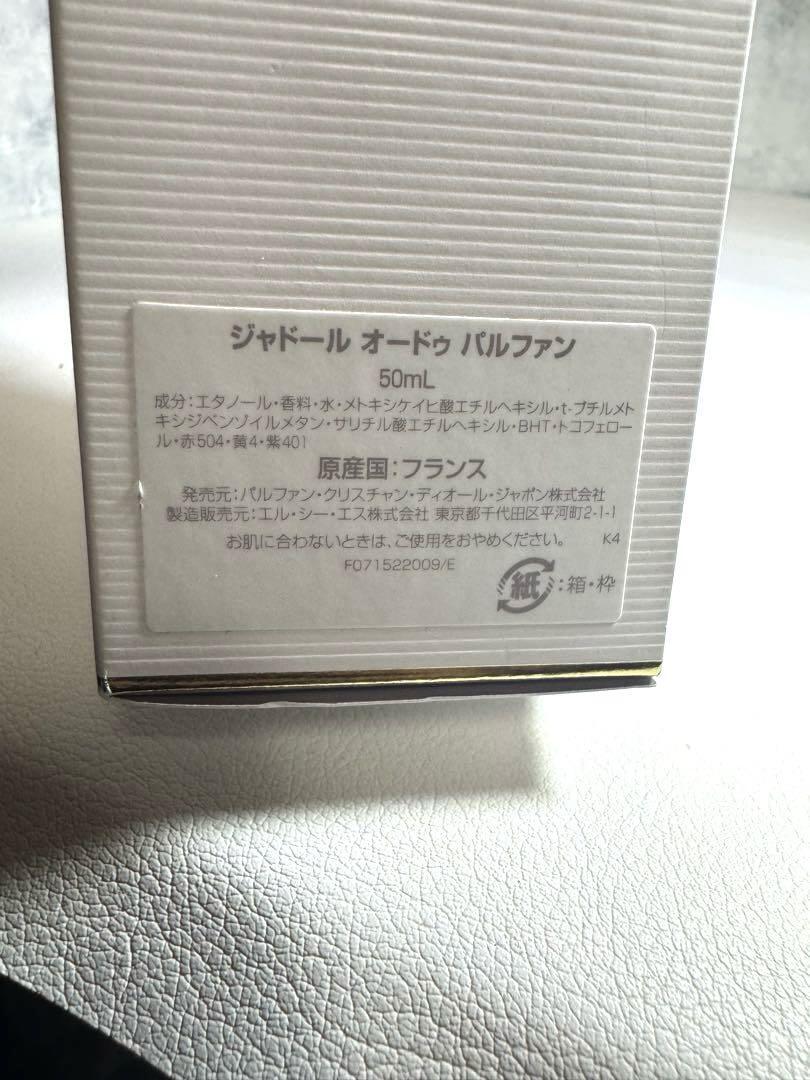 ジャドール オードゥ パルファン
50mL
成分：エタノール・香料・水・メトキシケイヒ酸エチルヘキシル・t-ブチルメト
キシジベンゾイルメタン・サリチル酸エチルヘキシル・BHT・トコフェロー
ル・赤504・黄4・紫401
原産国：フランス
発売元：パルファン・クリスチャン・ディオール・ジャポン株式会社
製造販売元：エル・シー・エス株式会社 東京都千代田区平河町2-1-1
お肌に合わないときは、ご使用をおやめください。 K4
F071522009/E
紙：箱・枠